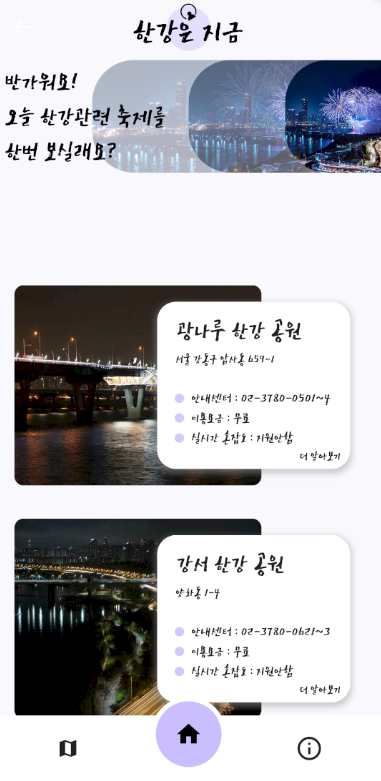 한강은 지금
반가워요!
오늘 한강관련 축제를
한번 보실래요?
광나루 한강 공원
서울 강동구 암사동 659-1
안내센터 : 02-3780-0501~4
이용요금 : 무료
실시간 혼잡도 : 지원안함
더 알아보기
강서 한강 공원
양화동 1-4
안내센터 : 02-3780-0621~3
이용요금 : 무료
실시간 혼잡도 : 지원안함
더 알아보기